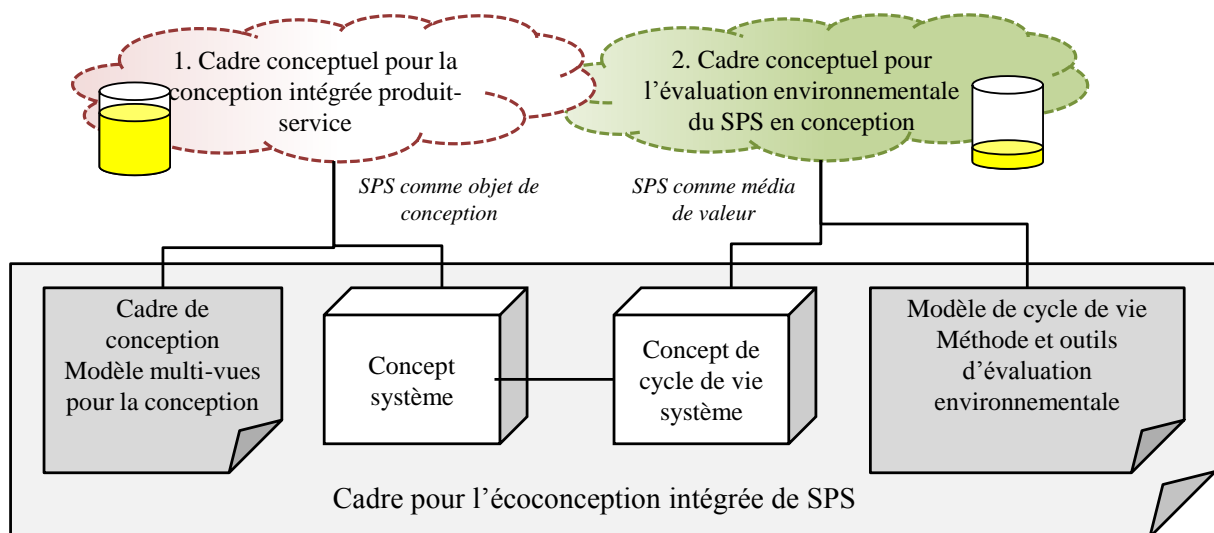 1. Cadre conceptuel pour la
conception intégrée produit-
service
2. Cadre conceptuel pour
l’évaluation environnementale
du SPS en conception
SPS comme objet de
conception
SPS comme média
de valeur
Cadre de
conception
Modèle multi-vues
pour la conception
Concept
système
Concept de
cycle de vie
système
Modèle de cycle de vie
Méthode et outils
d’évaluation
environnementale
Cadre pour l’écoconception intégrée de SPS